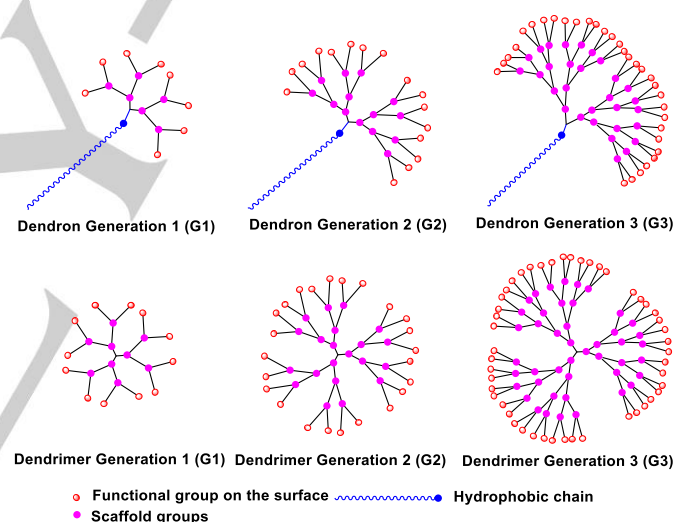 Dendron Generation 1 (G1) Dendron Generation 2 (G2) Dendron Generation 3 (G3)
Dendrimer Generation 1 (G1) Dendrimer Generation 2 (G2) Dendrimer Generation 3 (G3)
Functional group on the surface Hydrophobic chain
Scaffold groups